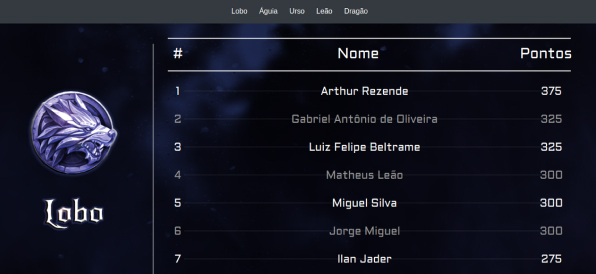 Lobo Águia Urso Leão Dragão
# Nome Pontos
1 Arthur Rezende 375
2 Gabriel Antônio de Oliveira 325
3 Luiz Felipe Beltrame 325
4 Matheus Leão 300
5 Miguel Silva 300
6 Jorge Miguel 300
7 Ilan Jader 275
Lobo